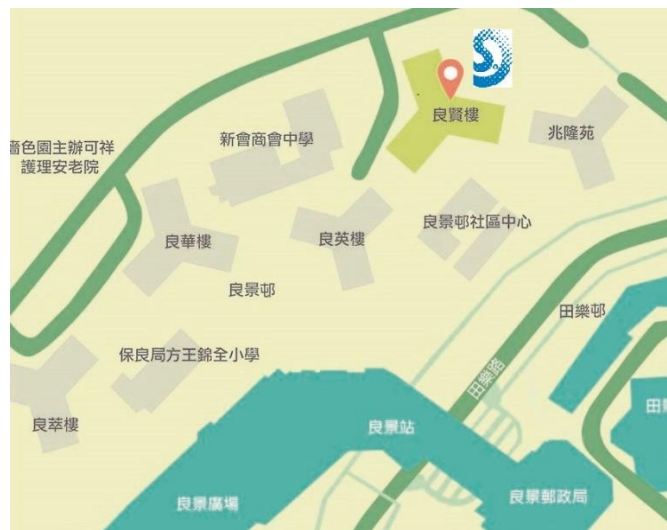 良賢樓
兆隆苑
新會商會中學
嗇色園主辦可祥
護理安老院
良景邨社區中心
良華樓
良英樓
良景邨
田樂邨
保良局方王錦全小學
田樂路
田景
良萃樓
良景站
良景廣場
良景郵政局